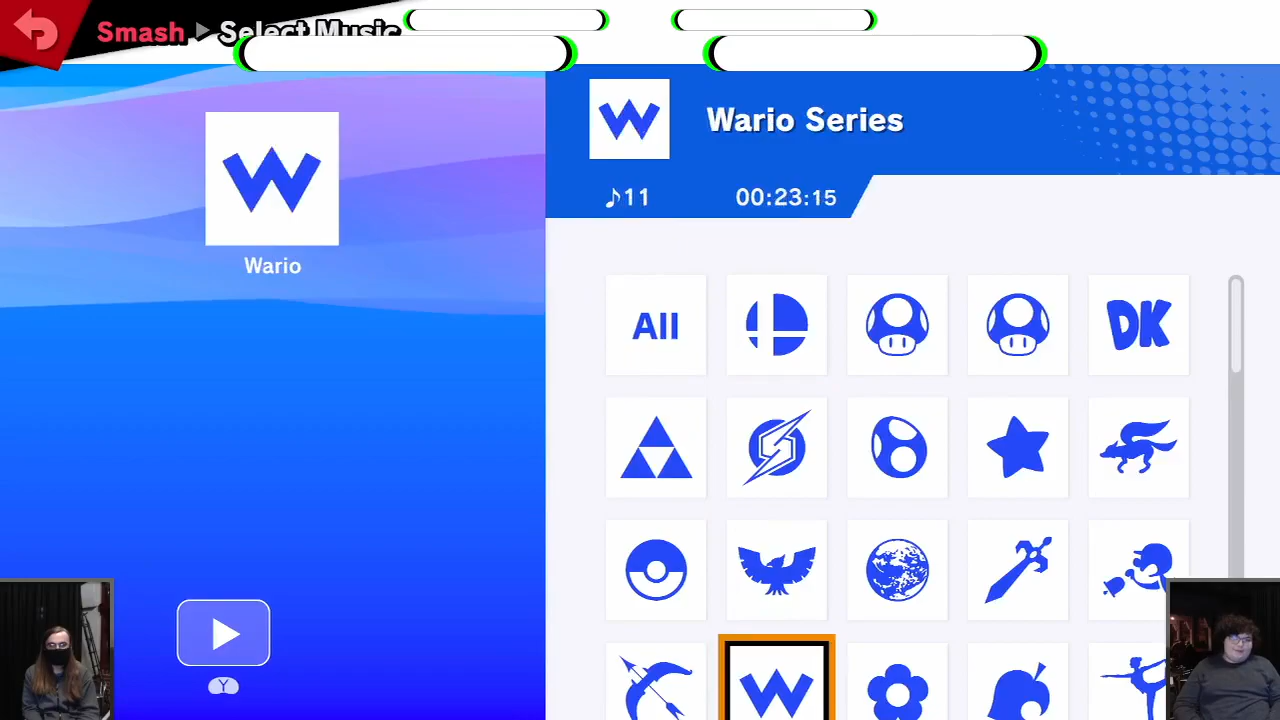 Smash ▶ Select Music
Wario Series
♪11 00:23:15
Wario
All
DK
Y